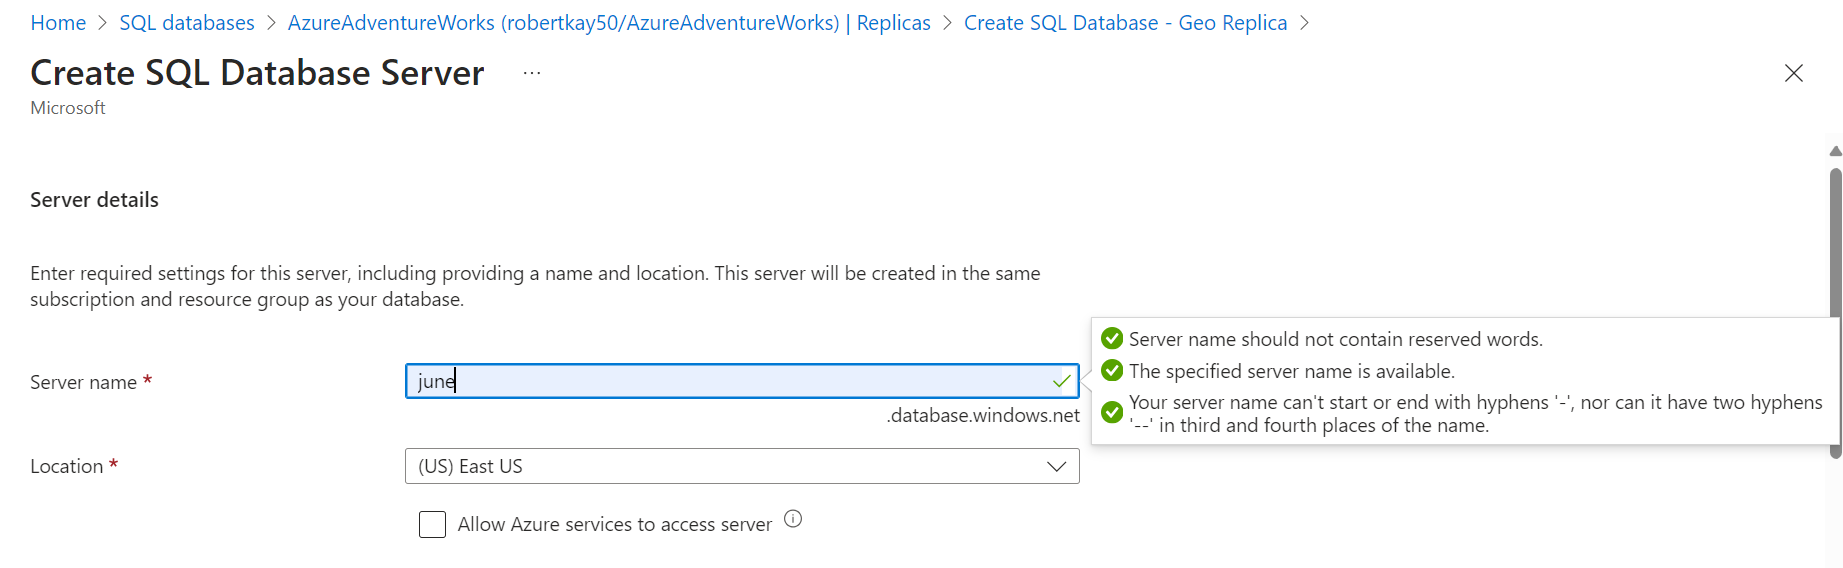 Home > SQL databases > AzureAdventureWorks (robertkay50/AzureAdventureWorks) | Replicas > Create SQL Database - Geo Replica >
Create SQL Database Server ...
Microsoft
Server details
Enter required settings for this server, including providing a name and location. This server will be created in the same
subscription and resource group as your database.
Server name *
june
.database.windows.net
Server name should not contain reserved words.
The specified server name is available.
Your server name can't start or end with hyphens '-', nor can it have two hyphens
'--' in third and fourth places of the name.
Location *
(US) East US
Allow Azure services to access server